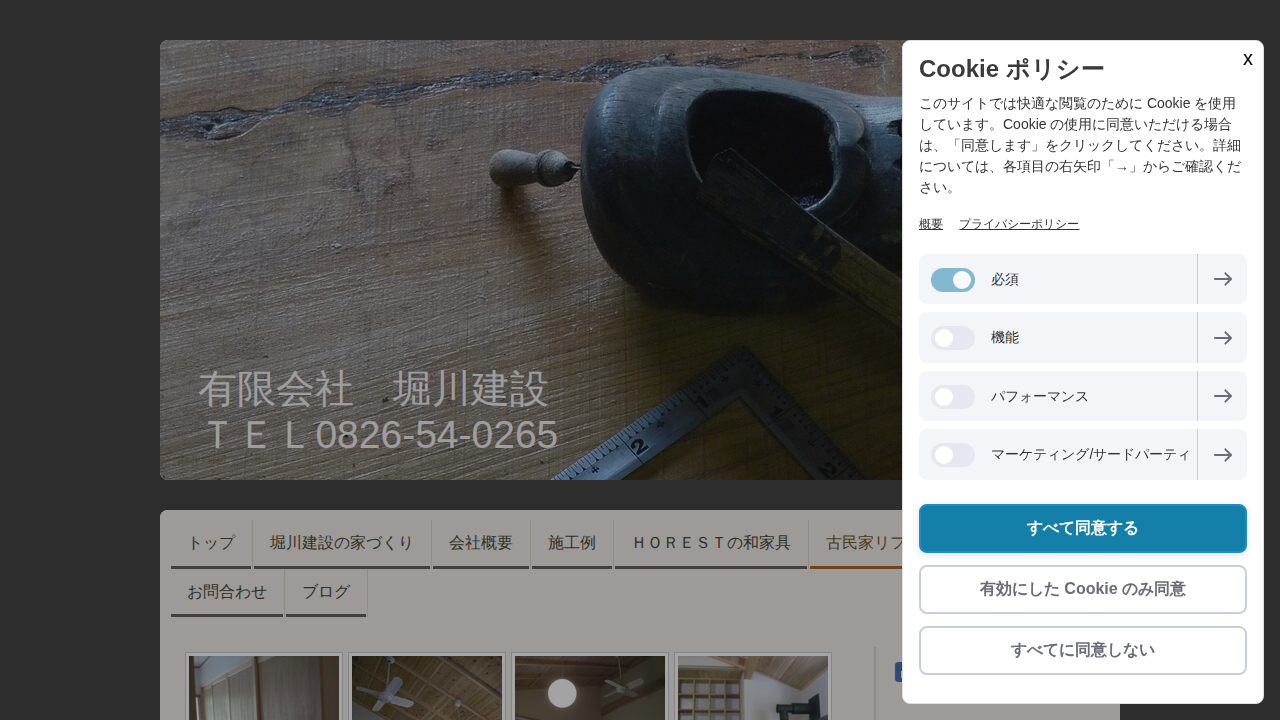 有限会社　堀川建設
ＴＥＬ0826-54-0265
トップ
堀川建設の家づくり
会社概要
施工例
ＨＯＲＥＳＴの和家具
古民家リフ
お問合わせ
ブログ
Cookie ポリシー
x
このサイトでは快適な閲覧のために Cookie を使用
しています。Cookie の使用に同意いただける場合
は、「同意します」をクリックしてください。詳細
については、各項目の右矢印「→」からご確認くだ
さい。
概要
プライバシーポリシー
必須
機能
パフォーマンス
マーケティング/サードパーティ
すべて同意する
有効にした Cookie のみ同意
すべてに同意しない